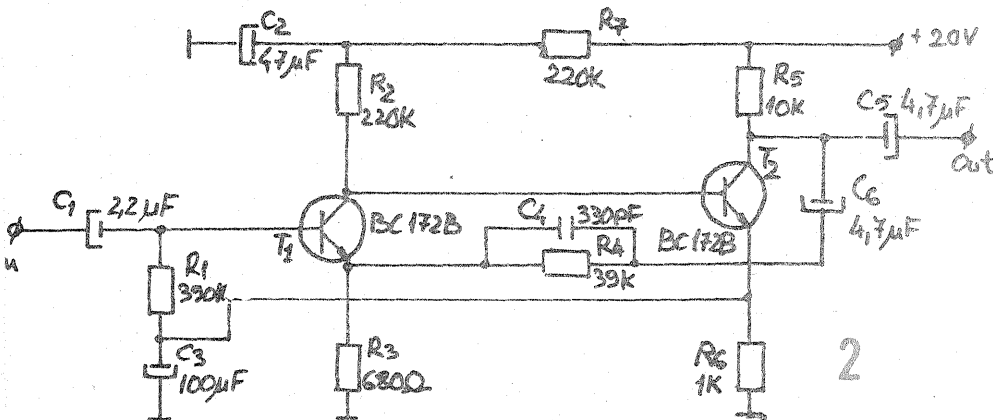 C2
47µF
R7
220K
+20V
R2
220K
R5
10K
C5 4,7µF
Out
T2
C1
2,2µF
T1
BC172B
C4
330pF
R4
39K
BC172B
C6
4,7µF
R1
390K
C3
100µF
R3
680Ω
R6
1K
2